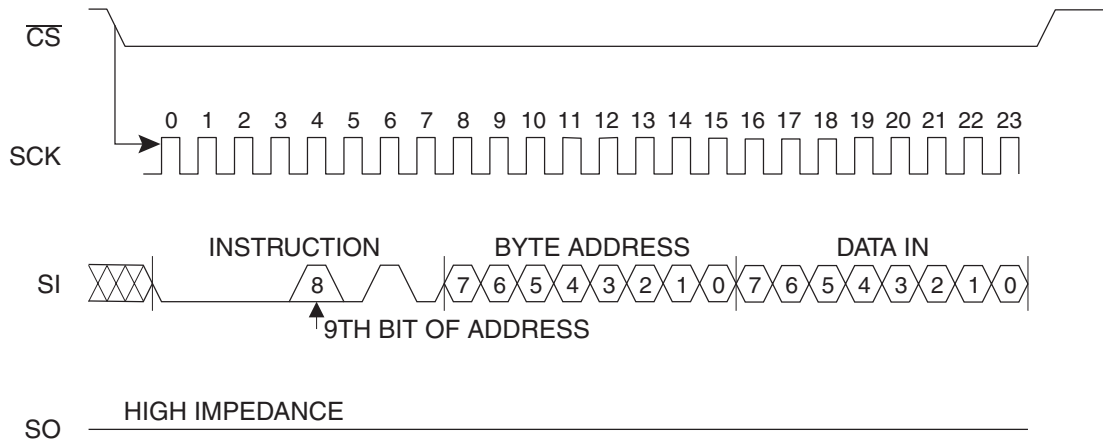 CS
0 1 2 3 4 5 6 7 8 9 10 11 12 13 14 15 16 17 18 19 20 21 22 23
SCK
INSTRUCTION BYTE ADDRESS DATA IN
SI 8 7 6 5 4 3 2 1 0 7 6 5 4 3 2 1 0
9TH BIT OF ADDRESS
HIGH IMPEDANCE
SO